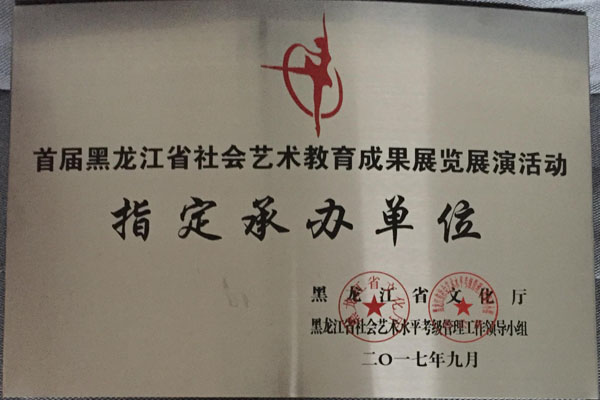 首届黑龙江省社会艺术教育成果展览展演活动
指定承办单位
黑龙江省文化厅
黑龙江省社会艺术水平考级管理工作领导小组
二〇一七年九月